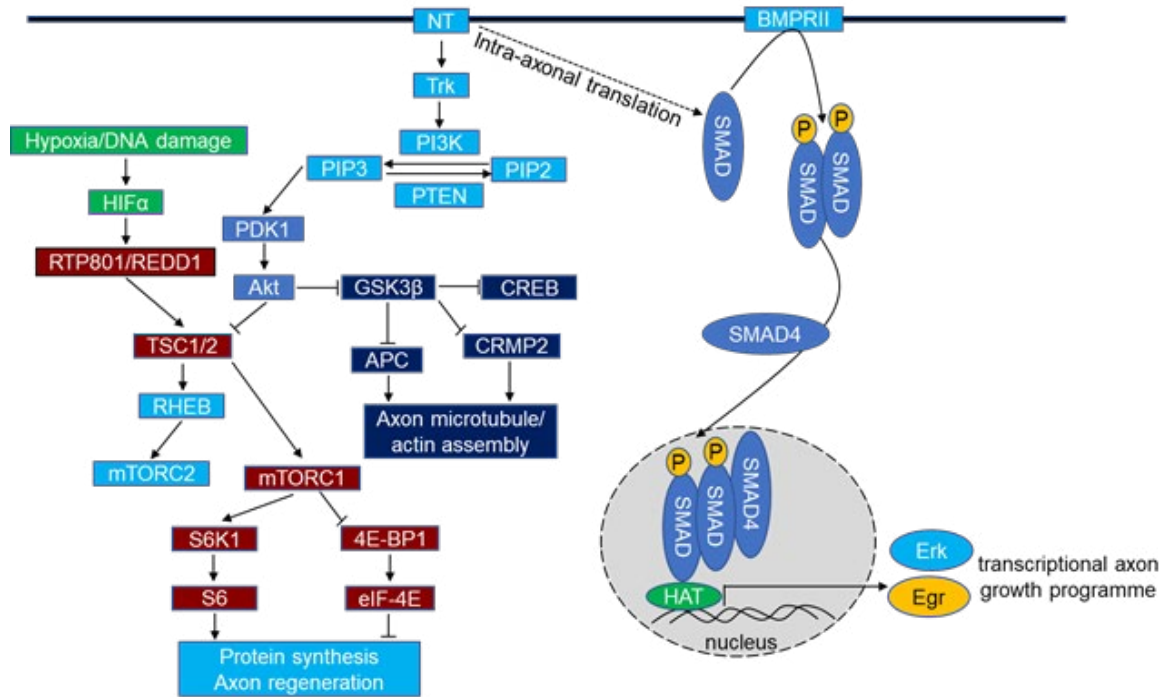 NT
BMPRII
Intra-axonal translation
Trk
SMAD
P
P
SMAD
SMAD
Hypoxia/DNA damage
PI3K
PIP3
PIP2
PTEN
HIFα
PDK1
RTP801/REDD1
Akt
GSK3β
CREB
TSC1/2
APC
CRMP2
SMAD4
RHEB
Axon microtubule/
actin assembly
mTORC2
mTORC1
P
P
SMAD
SMAD
SMAD4
S6K1
4E-BP1
S6
eIF-4E
HAT
Erk
Egr
transcriptional axon
growth programme
nucleus
Protein synthesis
Axon regeneration